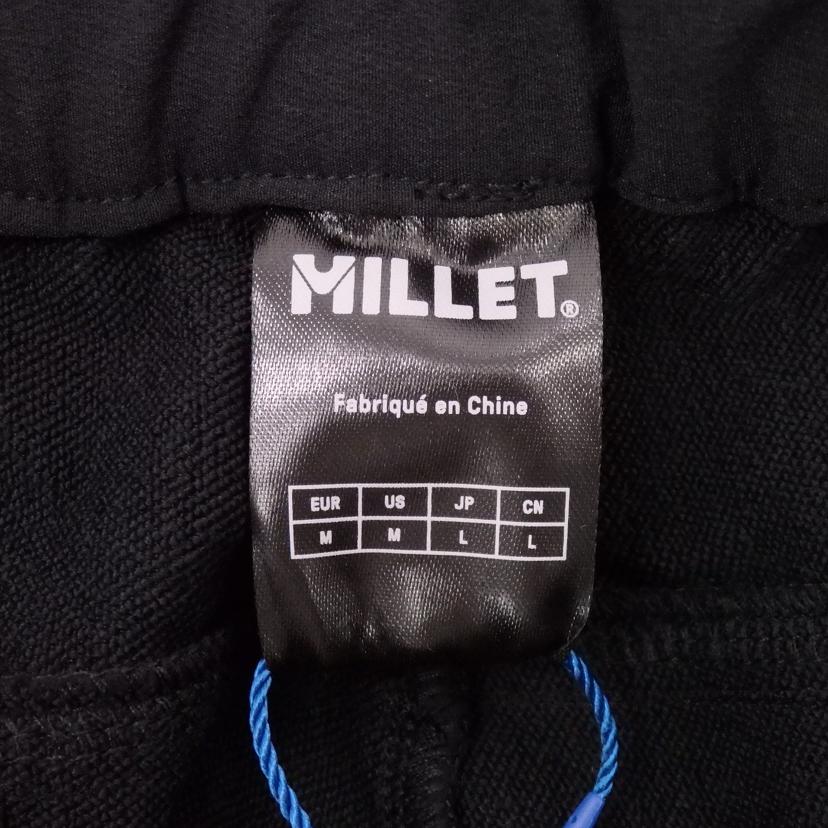 MILLET®
Fabriqué en Chine
EUR US JP CN
M M L L